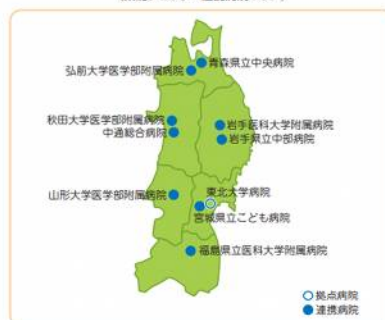 青森県立中央病院
弘前大学医学部附属病院
秋田大学医学部附属病院
中通総合病院
岩手医科大学附属病院
岩手県立中部病院
山形大学医学部附属病院
東北大学病院
宮城県立こども病院
福島県立医科大学附属病院
拠点病院
連携病院